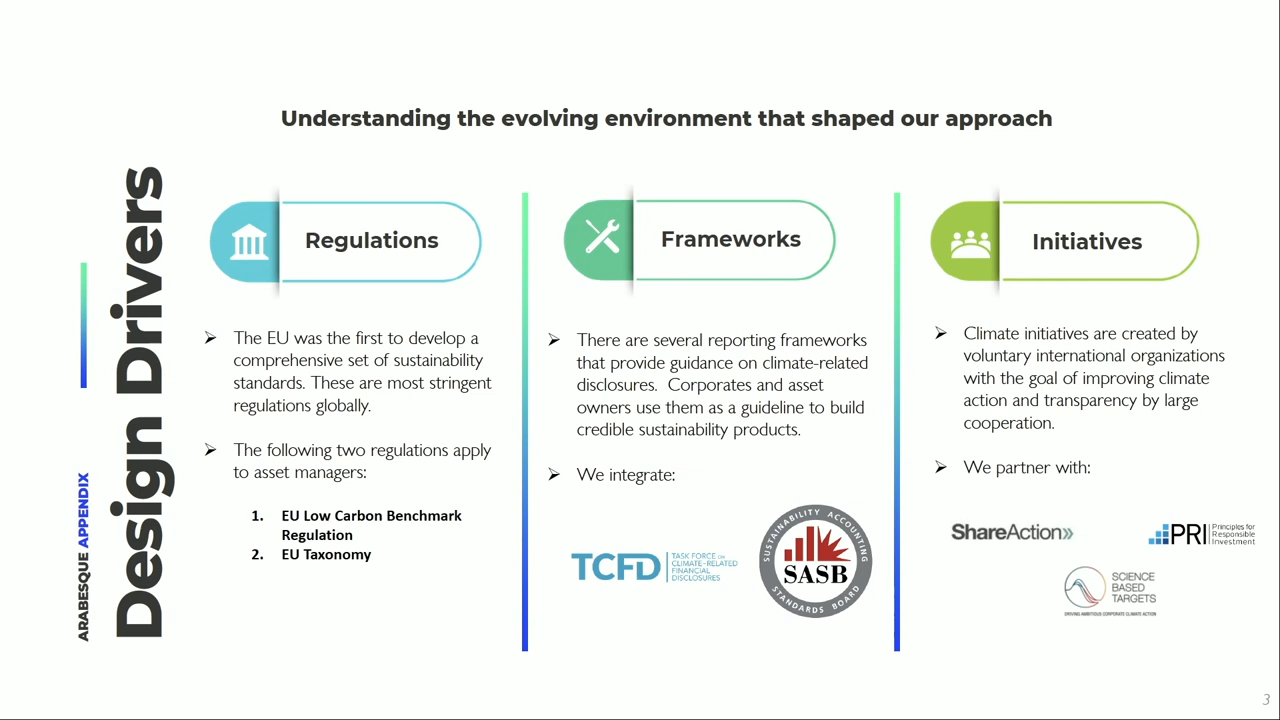 Understanding the evolving environment that shaped our approach
Design Drivers
ARABESQUE APPENDIX
Regulations
➢ The EU was the first to develop a
comprehensive set of sustainability
standards. These are most stringent
regulations globally.
➢ The following two regulations apply
to asset managers:
1. EU Low Carbon Benchmark
Regulation
2. EU Taxonomy
Frameworks
➢ There are several reporting frameworks
that provide guidance on climate-related
disclosures. Corporates and asset
owners use them as a guideline to build
credible sustainability products.
➢ We integrate:
TCFD
TASK FORCE ON
CLIMATE-RELATED
FINANCIAL
DISCLOSURES
SUSTAINABILITY ACCOUNTING
SASB
STANDARDS BOARD
Initiatives
➢ Climate initiatives are created by
voluntary international organizations
with the goal of improving climate
action and transparency by large
cooperation.
➢ We partner with:
ShareAction»
PRI
Principles for
Responsible
Investment
SCIENCE
BASED
TARGETS
DRIVING AMBITIOUS CORPORATE CLIMATE ACTION
3